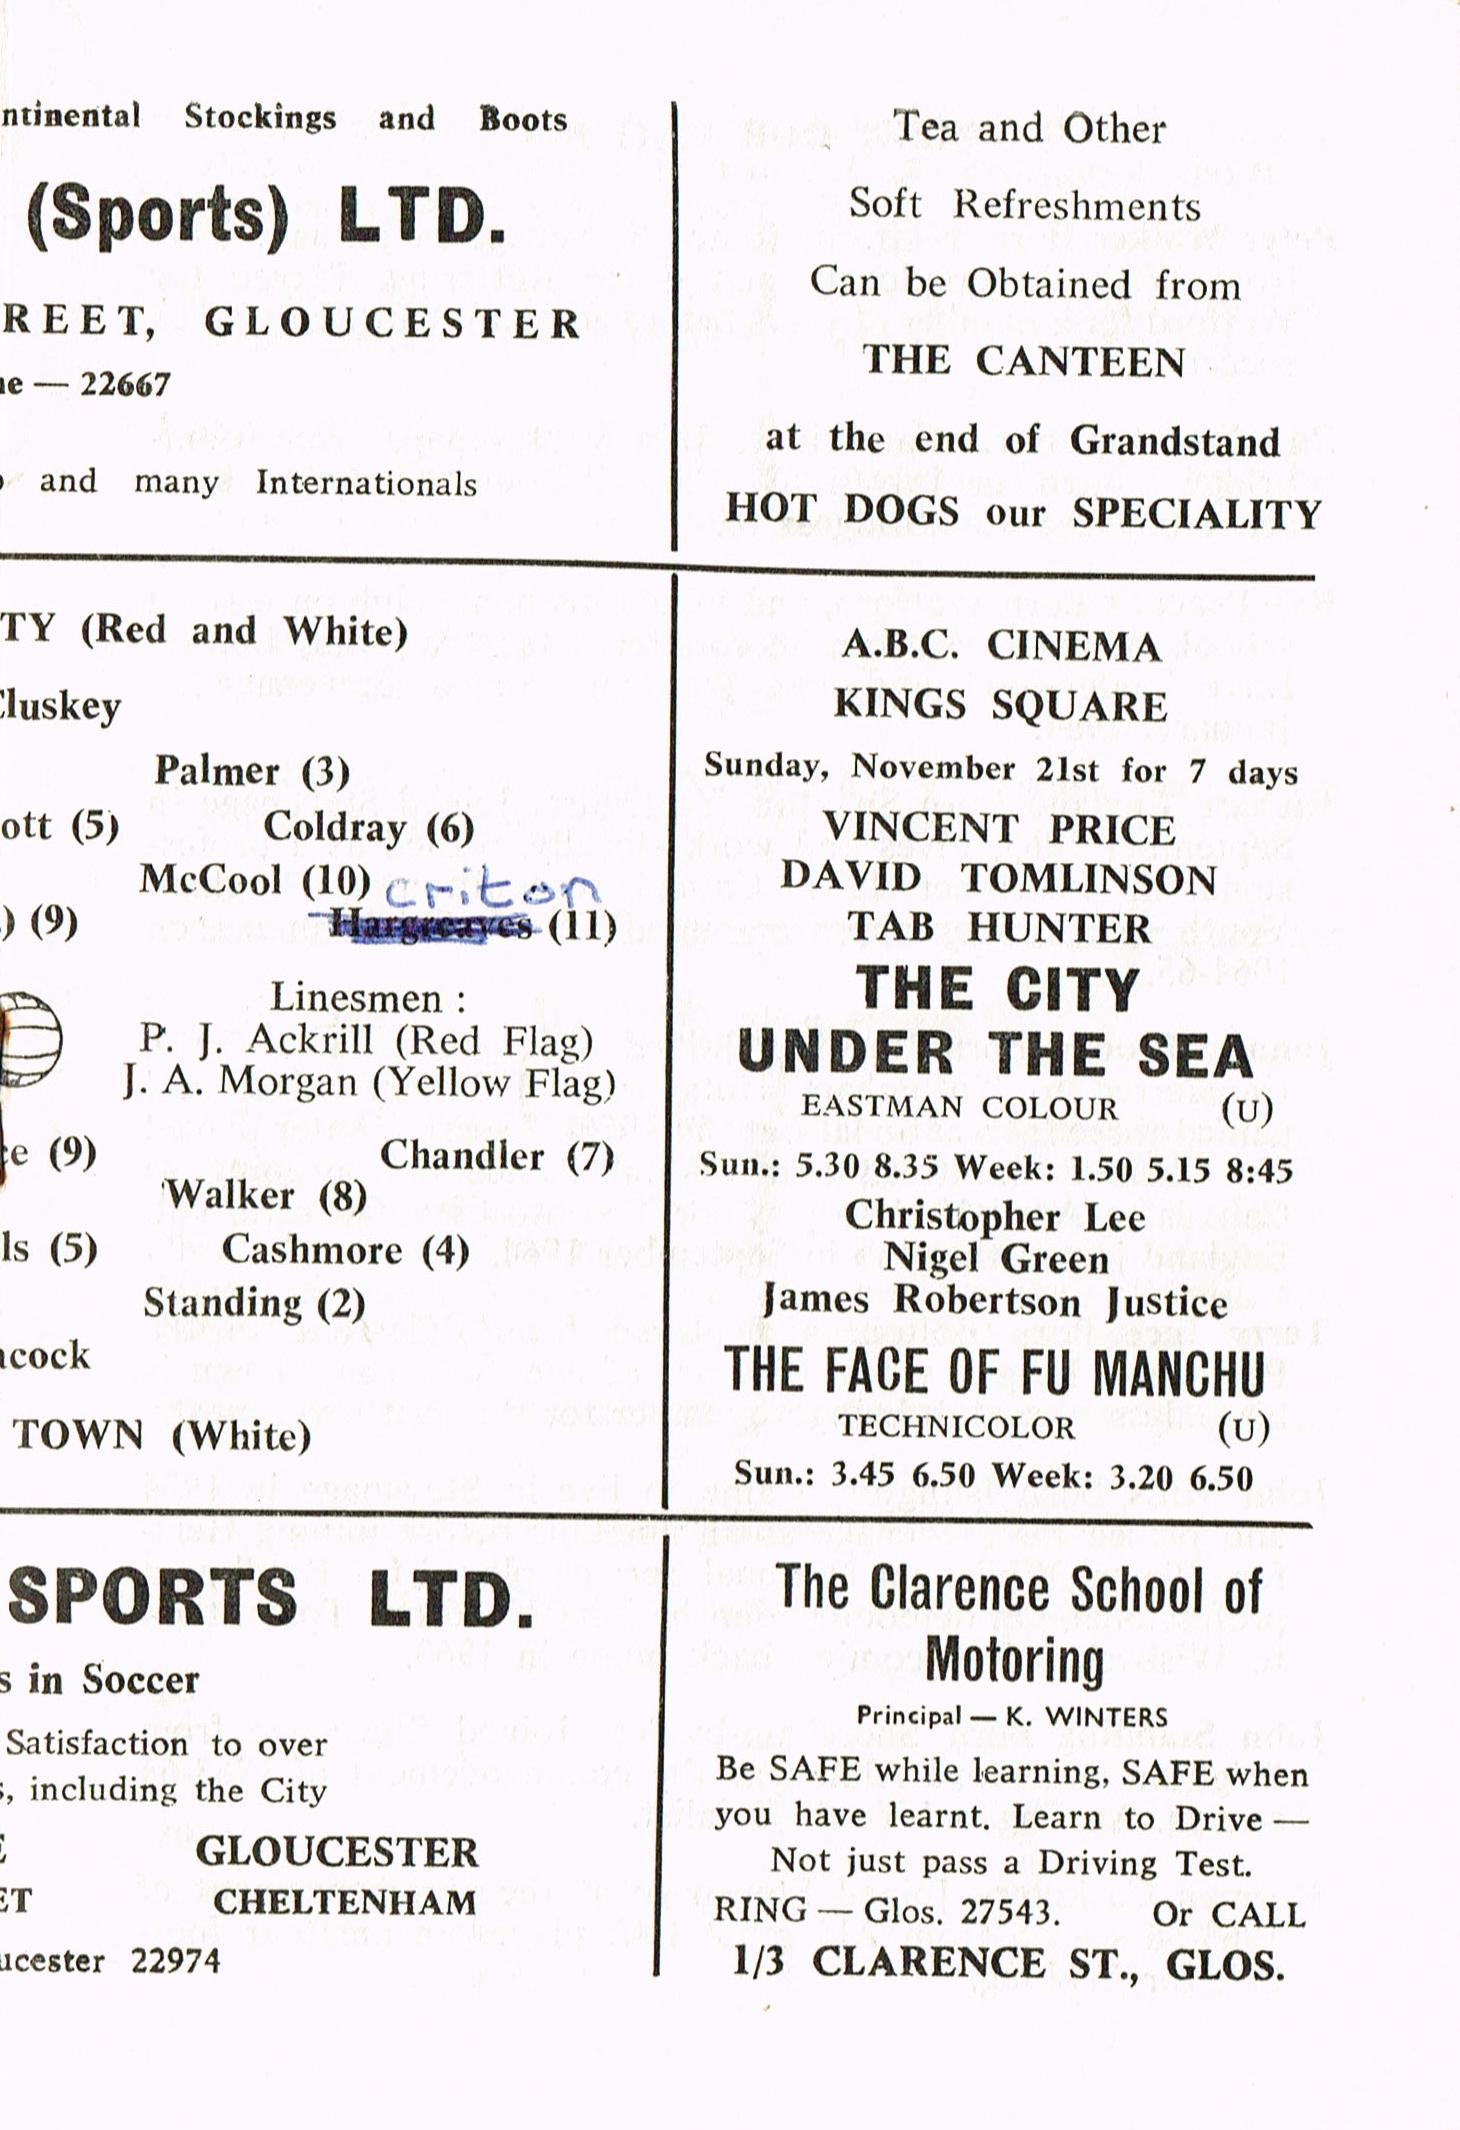 ntinental Stockings and Boots
(Sports) LTD.
REET, GLOUCESTER
ne — 22667
and many Internationals
Tea and Other
Soft Refreshments
Can be Obtained from
THE CANTEEN
at the end of Grandstand
HOT DOGS our SPECIALITY
TY (Red and White)
Cluskey
Palmer (3)
ott (5) Coldray (6)
McCool (10) criton
) (9) Hargreaves (11)
Linesmen :
P. J. Ackrill (Red Flag)
J. A. Morgan (Yellow Flag)
ce (9) Chandler (7)
Walker (8)
ls (5) Cashmore (4)
Standing (2)
acock
TOWN (White)
A.B.C. CINEMA
KINGS SQUARE
Sunday, November 21st for 7 days
VINCENT PRICE
DAVID TOMLINSON
TAB HUNTER
THE CITY
UNDER THE SEA
EASTMAN COLOUR (U)
Sun.: 5.30 8.35 Week: 1.50 5.15 8:45
Christopher Lee
Nigel Green
James Robertson Justice
THE FACE OF FU MANCHU
TECHNICOLOR (U)
Sun.: 3.45 6.50 Week: 3.20 6.50
SPORTS LTD.
s in Soccer
Satisfaction to over
s, including the City
E GLOUCESTER
ET CHELTENHAM
ucester 22974
The Clarence School of
Motoring
Principal — K. WINTERS
Be SAFE while learning, SAFE when
you have learnt. Learn to Drive —
Not just pass a Driving Test.
RING — Glos. 27543. Or CALL
1/3 CLARENCE ST., GLOS.